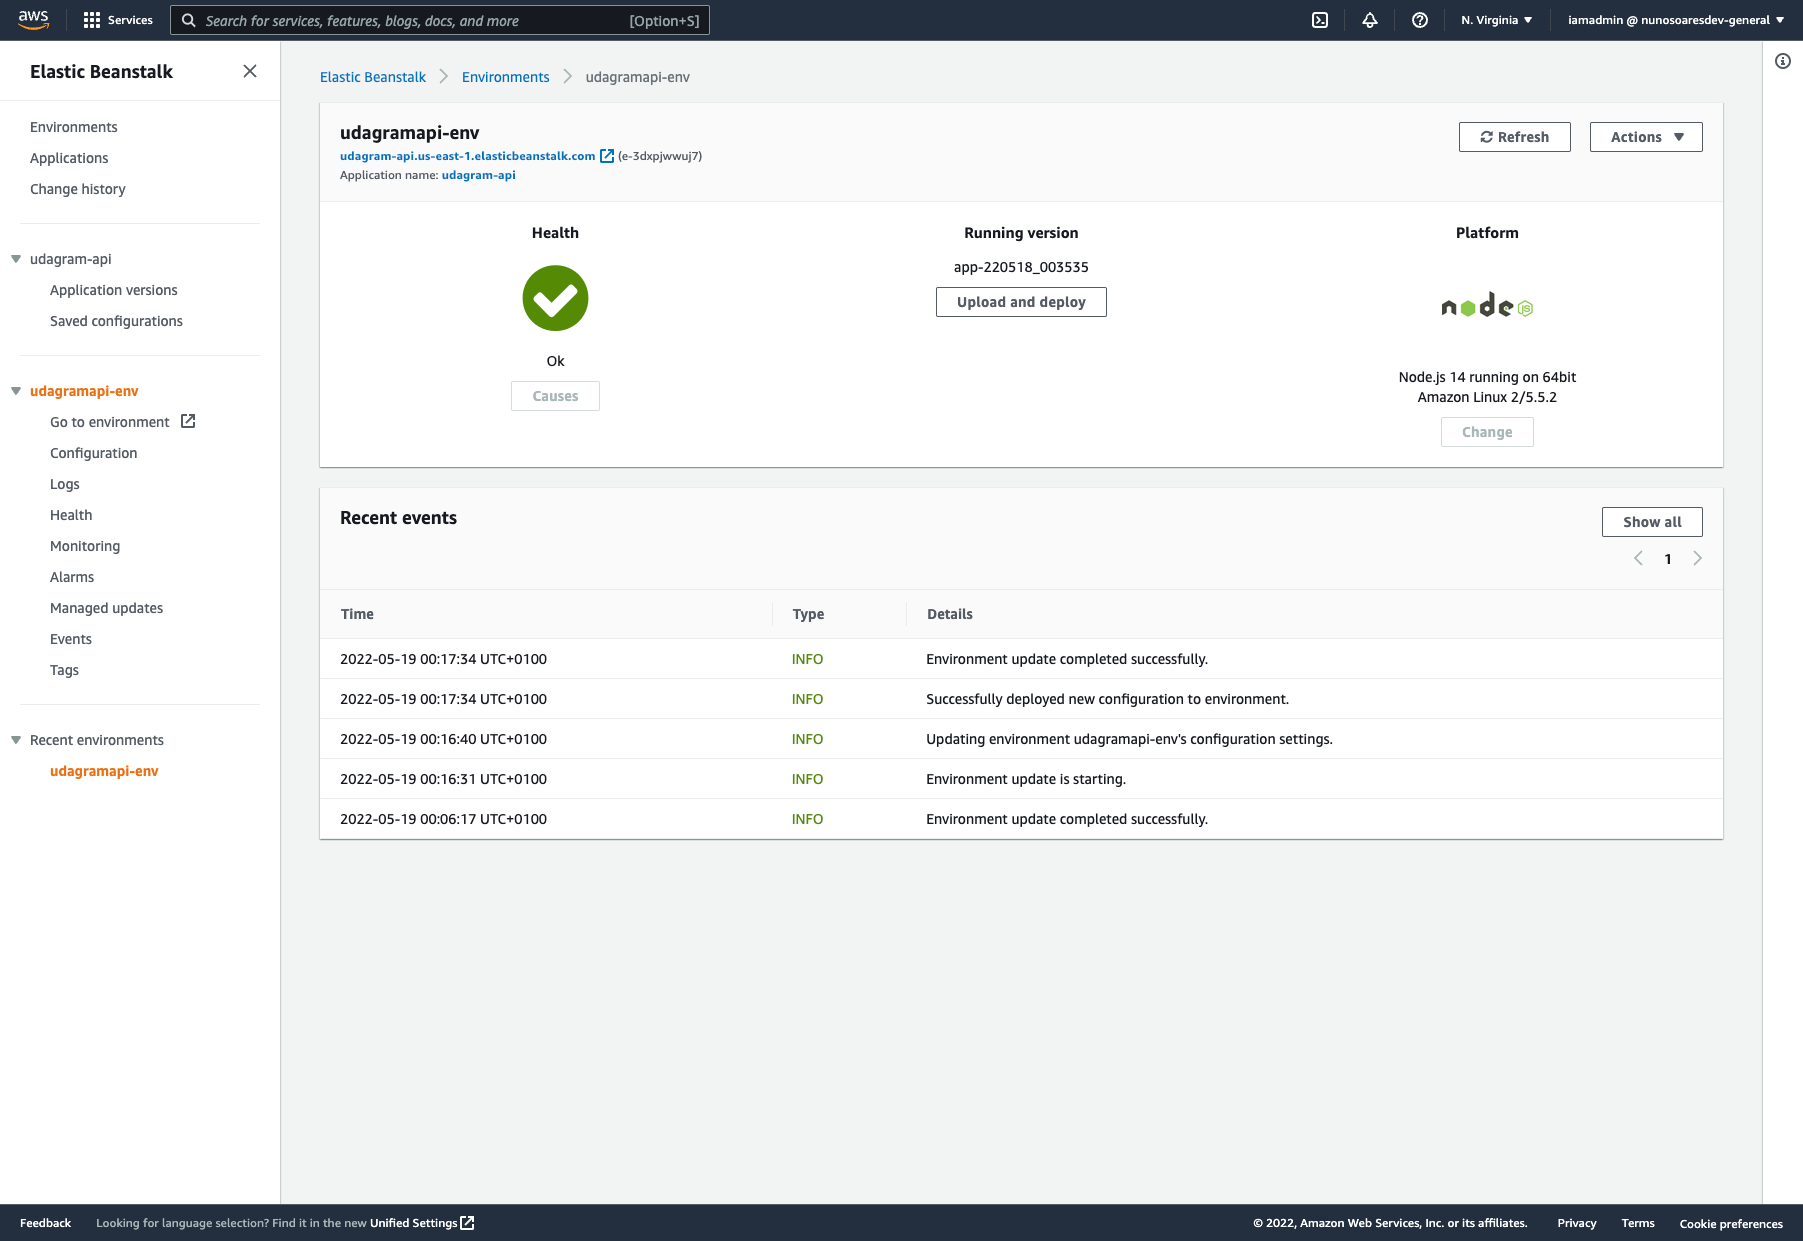 aws
Services
Search for services, features, blogs, docs, and more
[Option+S]
N. Virginia
iamadmin @ nunosoaresdev-general
Elastic Beanstalk
Environments
Applications
Change history
udagram-api
Application versions
Saved configurations
udagramapi-env
Go to environment
Configuration
Logs
Health
Monitoring
Alarms
Managed updates
Events
Tags
Recent environments
udagramapi-env
Elastic Beanstalk
Environments
udagramapi-env
udagramapi-env
udagram-api.us-east-1.elasticbeanstalk.com (e-3dxpjwwuj7)
Application name: udagram-api
Refresh
Actions
Health
Ok
Causes
Running version
app-220518_003535
Upload and deploy
Platform
node JS
Node.js 14 running on 64bit
Amazon Linux 2/5.5.2
Change
Recent events
Show all
1
Time Type Details
2022-05-19 00:17:34 UTC+0100 INFO Environment update completed successfully.
2022-05-19 00:17:34 UTC+0100 INFO Successfully deployed new configuration to environment.
2022-05-19 00:16:40 UTC+0100 INFO Updating environment udagramapi-env's configuration settings.
2022-05-19 00:16:31 UTC+0100 INFO Environment update is starting.
2022-05-19 00:06:17 UTC+0100 INFO Environment update completed successfully.
Feedback
Looking for language selection? Find it in the new Unified Settings
© 2022, Amazon Web Services, Inc. or its affiliates.
Privacy
Terms
Cookie preferences